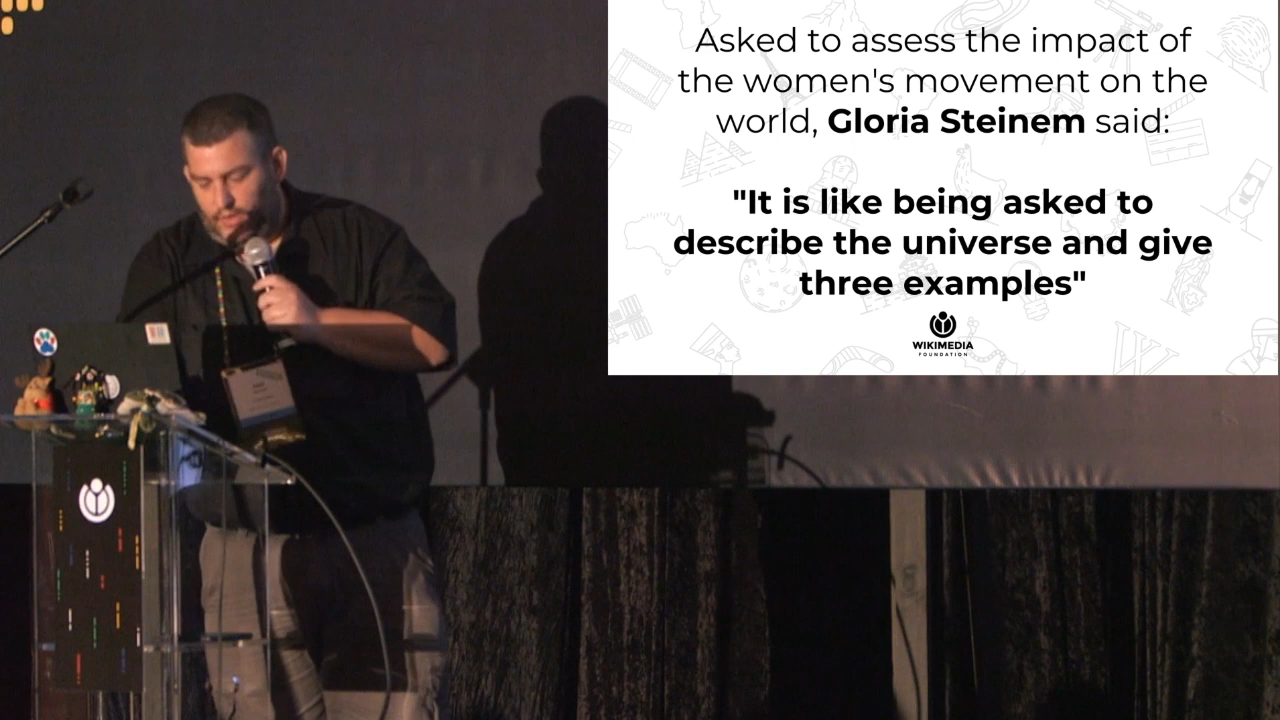 Asked to assess the impact of
the women's movement on the
world, Gloria Steinem said:
"It is like being asked to
describe the universe and give
three examples"
WIKIMEDIA
FOUNDATION